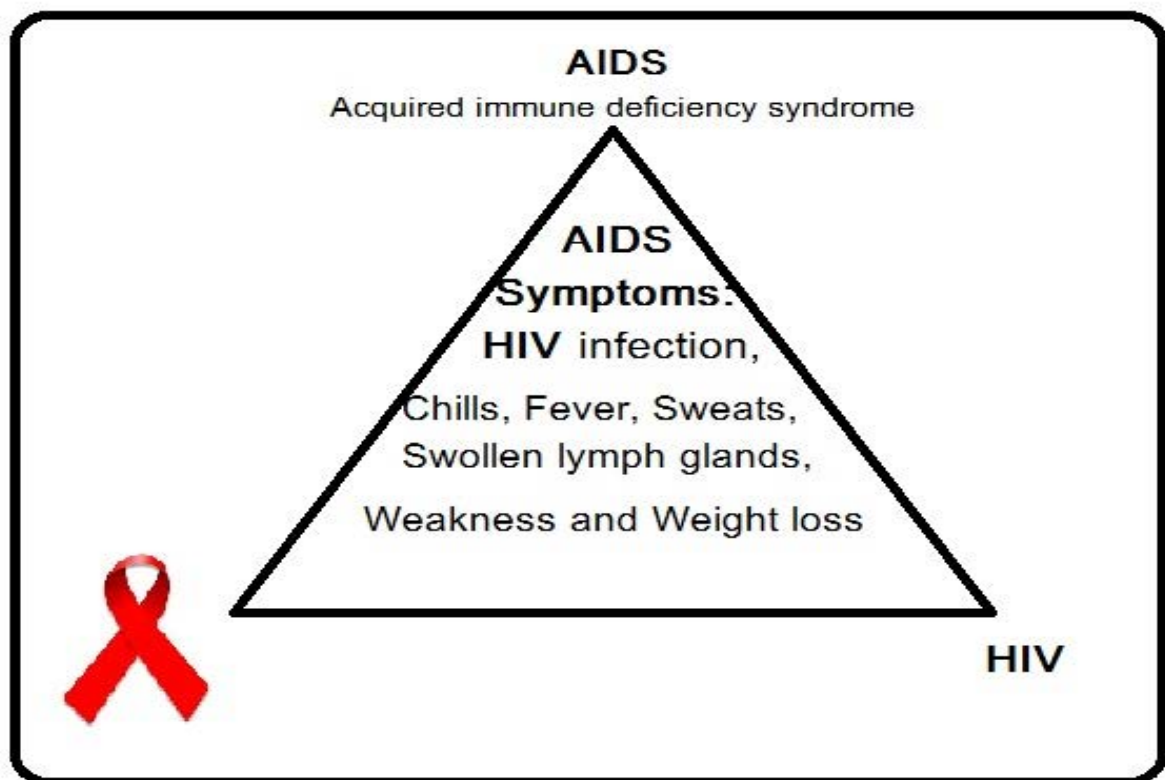 AIDS
Acquired immune deficiency syndrome
AIDS
Symptoms:
HIV infection,
Chills, Fever, Sweats,
Swollen lymph glands,
Weakness and Weight loss
HIV